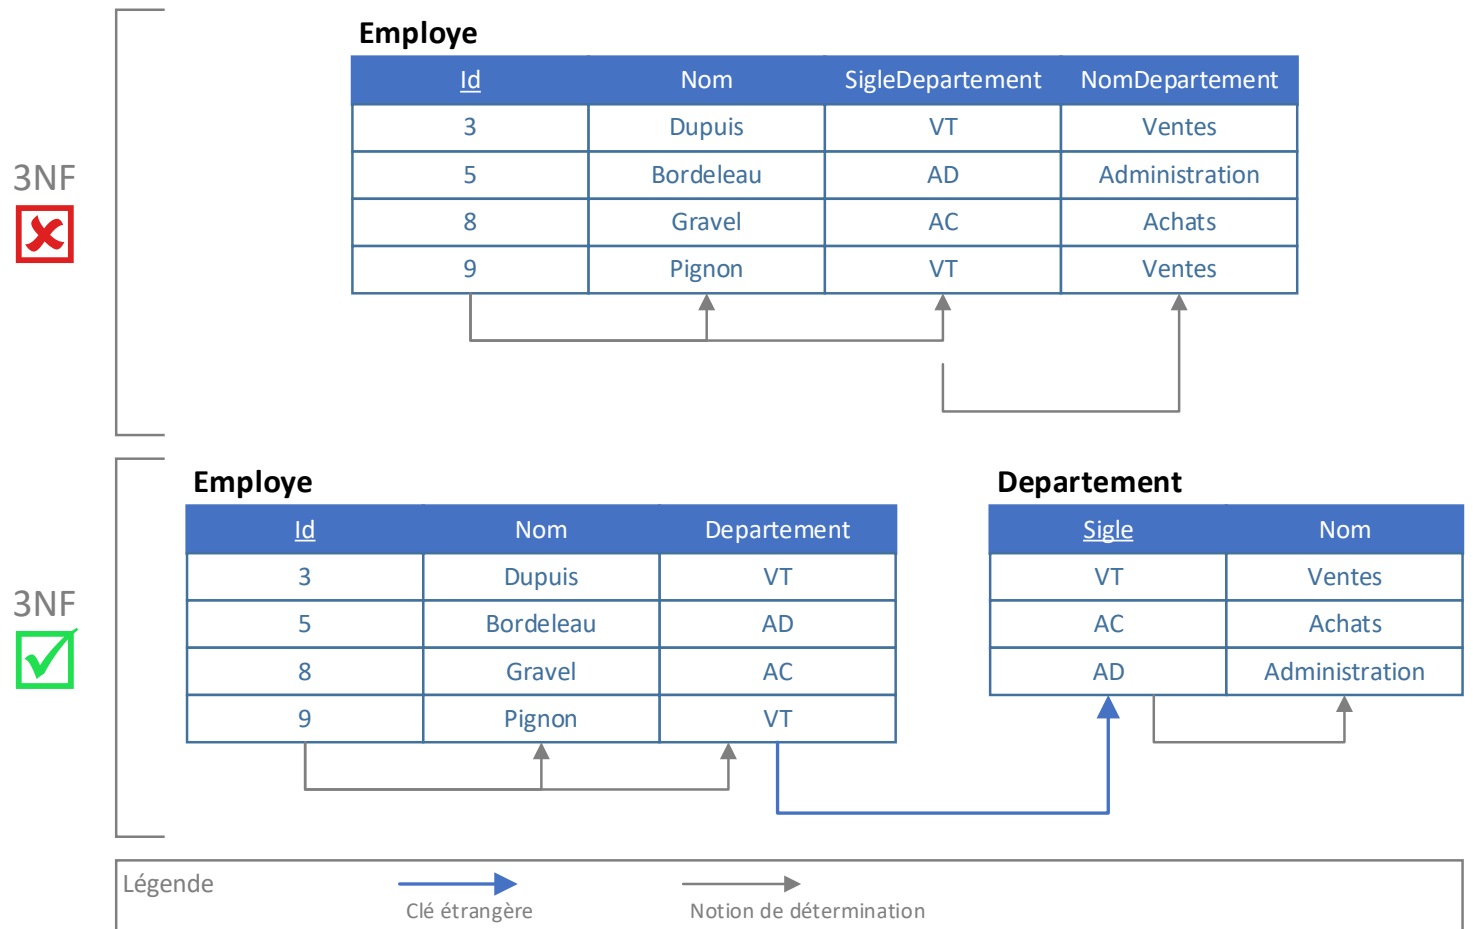 Employe
Id Nom SigleDepartement NomDepartement
3 Dupuis VT Ventes
5 Bordeleau AD Administration
8 Gravel AC Achats
9 Pignon VT Ventes
3NF
Employe
Id Nom Departement
3 Dupuis VT
5 Bordeleau AD
8 Gravel AC
9 Pignon VT
Departement
Sigle Nom
VT Ventes
AC Achats
AD Administration
3NF
Légende
Clé étrangère
Notion de détermination